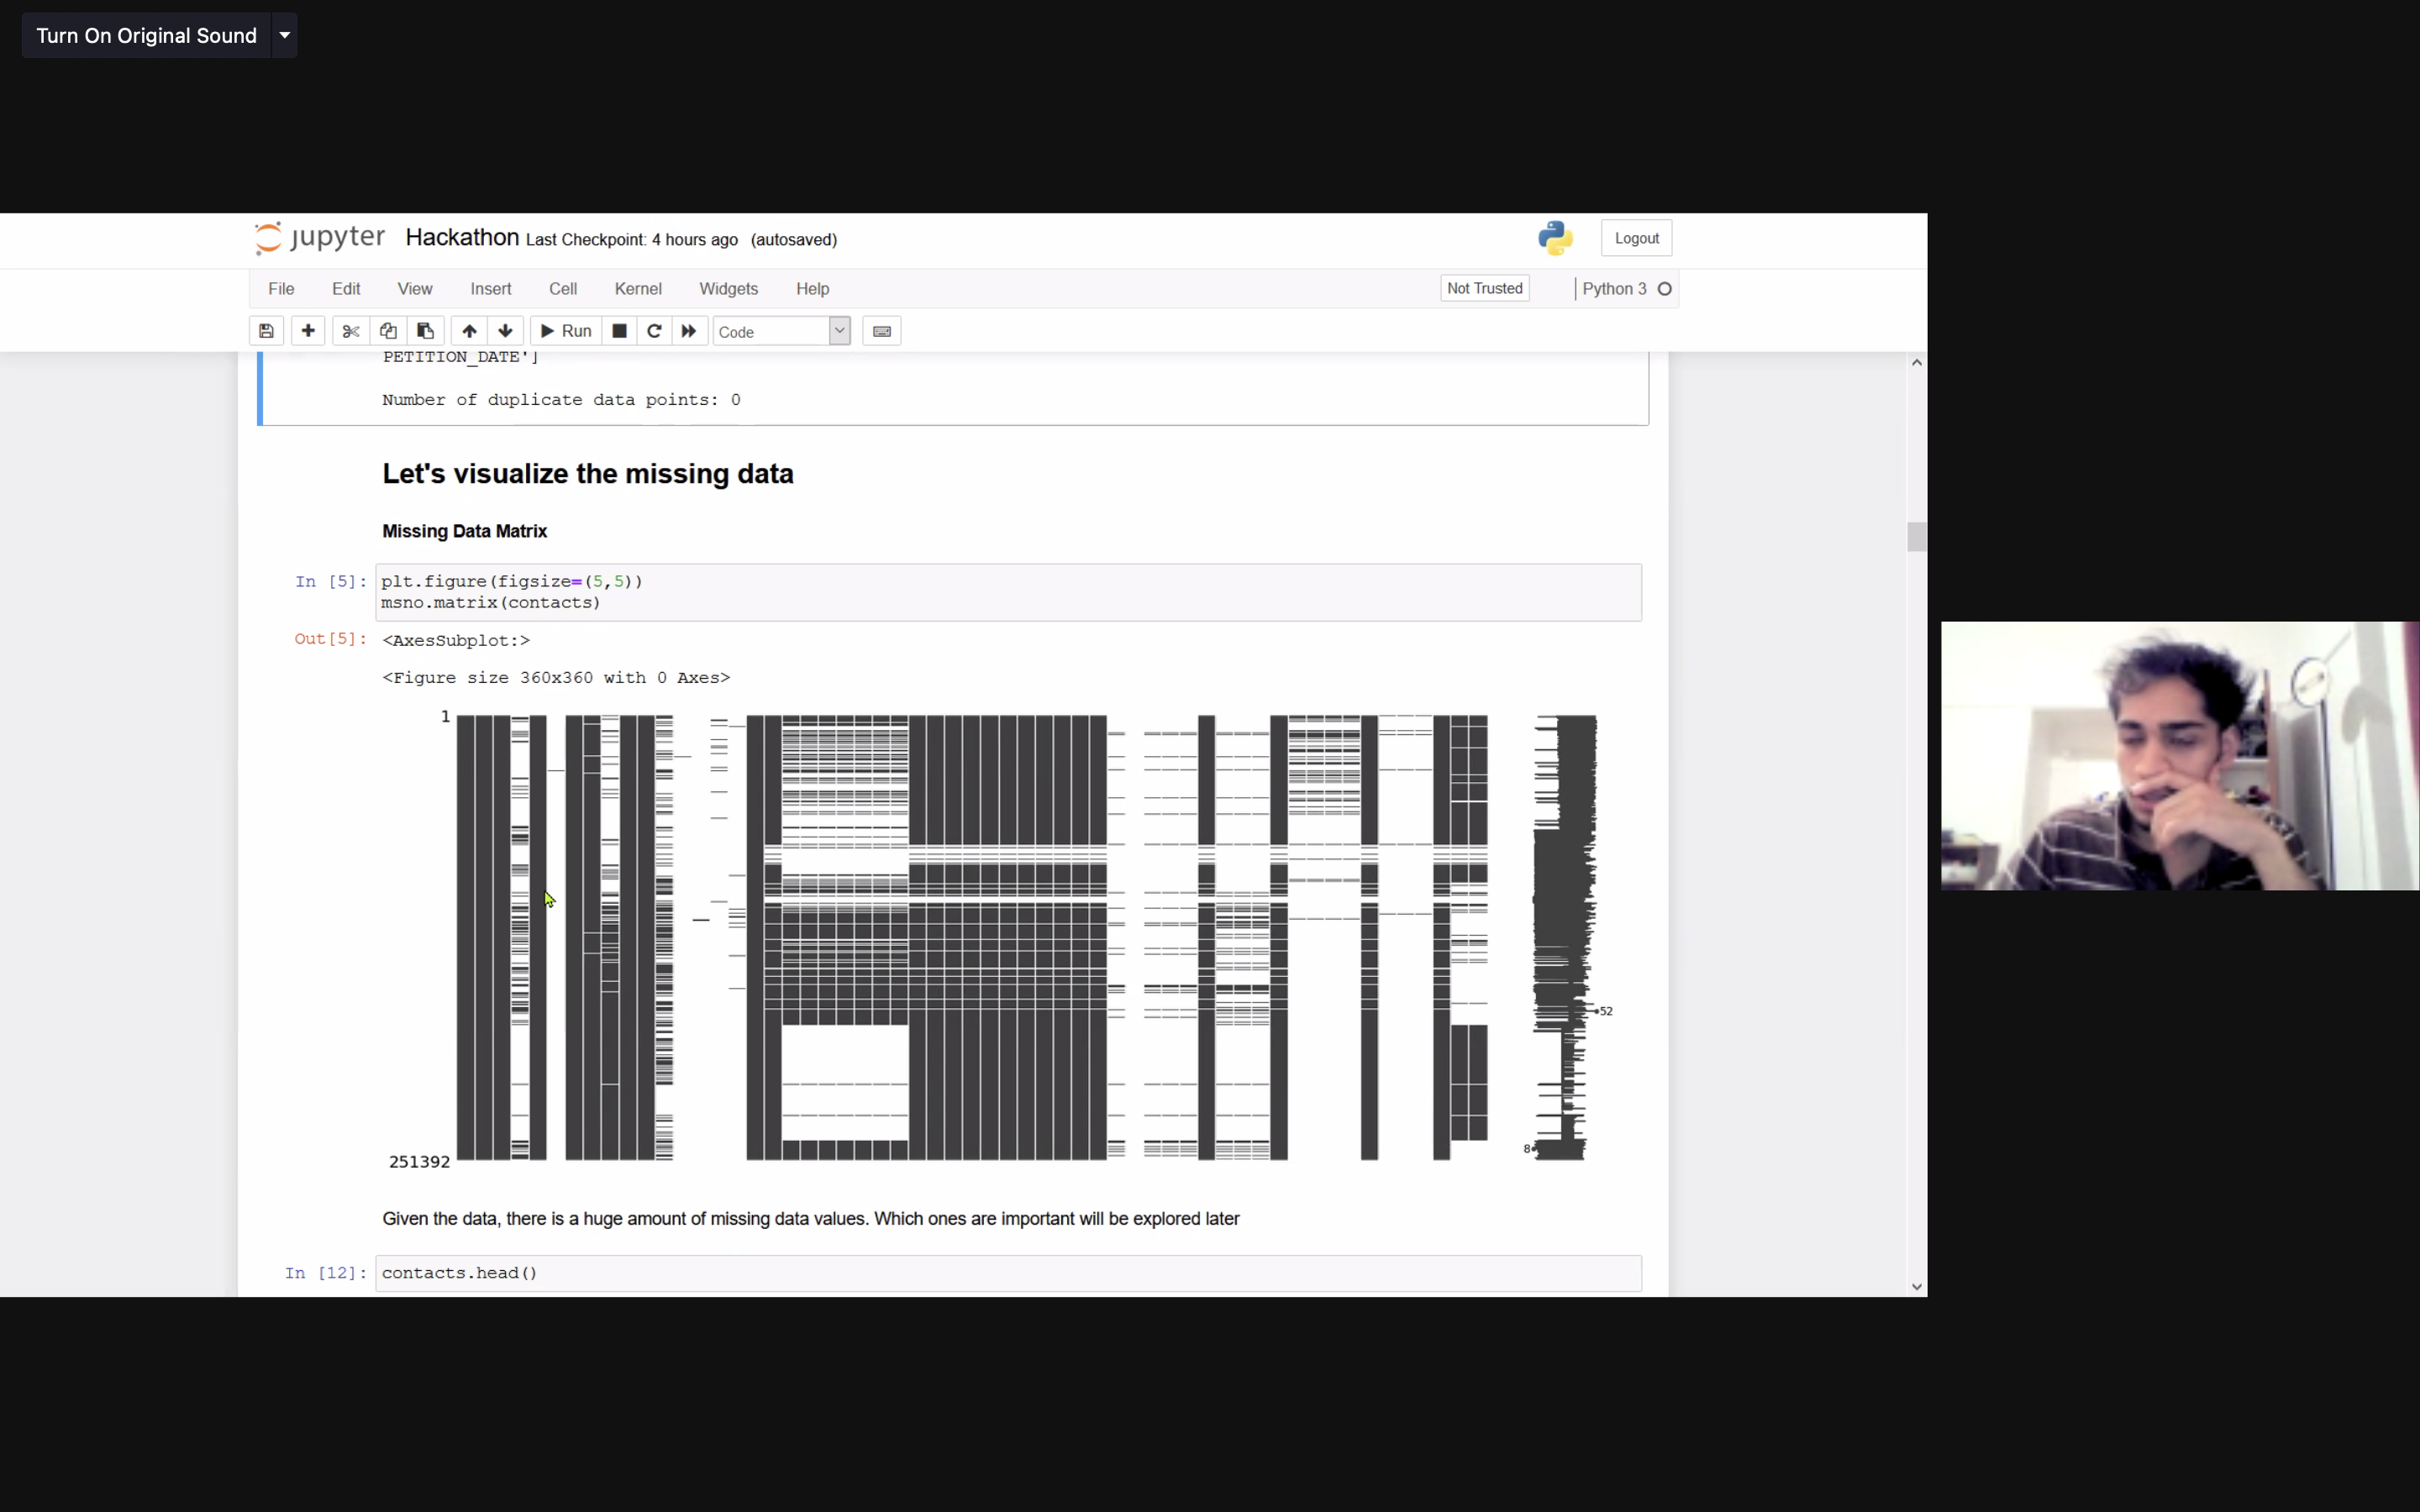 Turn On Original Sound
jupyter Hackathon Last Checkpoint: 4 hours ago (autosaved)
Logout
File Edit View Insert Cell Kernel Widgets Help
Not Trusted
Python 3
Run
Code
PETITION_DATE']
Number of duplicate data points: 0
Let's visualize the missing data
Missing Data Matrix
In [5]: plt.figure(figsize=(5,5))
msno.matrix(contacts)
Out[5]: <AxesSubplot:>
<Figure size 360x360 with 0 Axes>
1
52
8
251392
Given the data, there is a huge amount of missing data values. Which ones are important will be explored later
In [12]: contacts.head()